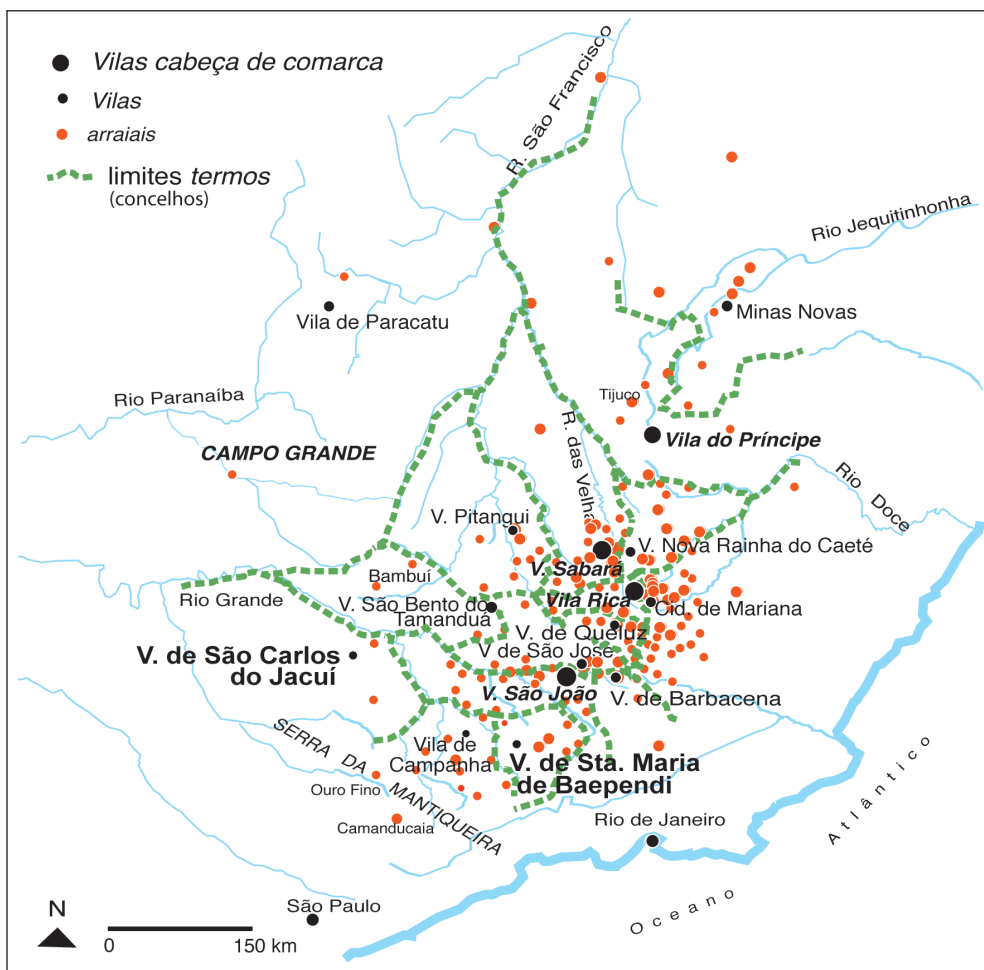 Vilas cabeça de comarca
Vilas
arraiais
limites termos
(concelhos)
R. São Francisco
Rio Jequitinhonha
Minas Novas
Vila de Paracatu
Tijuco
Rio Paranaíba
R. das Velha
Vila do Príncipe
CAMPO GRANDE
Rio Doce
V. Pitangui
V. Nova Rainha do Caeté
V. Sabará
Bambuí
Rio Grande
Vila Rica
V. São Bento do
Tamanduá
Cid. de Mariana
V. de Queluz
V de São José
V. de São Carlos
do Jacuí
V. São João
V. de Barbacena
SERRA DA MANTIQUEIRA
Vila de
Campanha
V. de Sta. Maria
de Baependi
Ouro Fino
Camanducaia
Rio de Janeiro
Oceano Atlântico
São Paulo
N
0 150 km